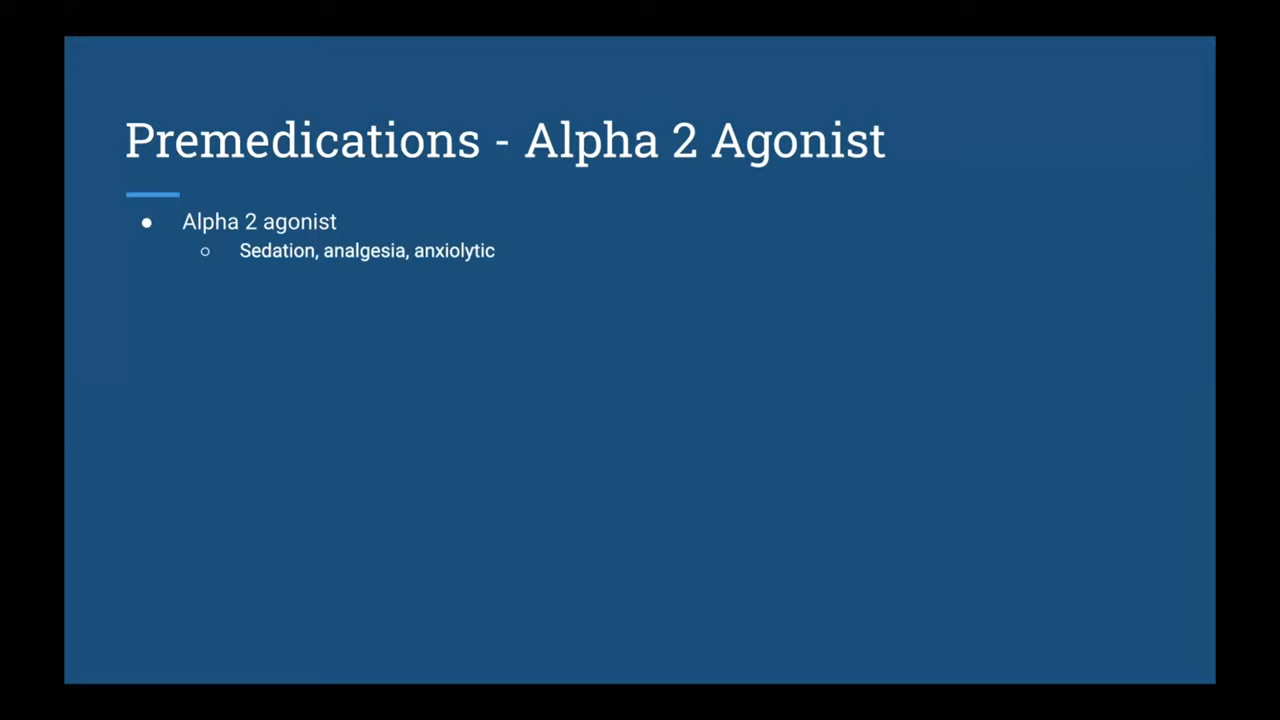 Premedications - Alpha 2 Agonist
● Alpha 2 agonist
○ Sedation, analgesia, anxiolytic